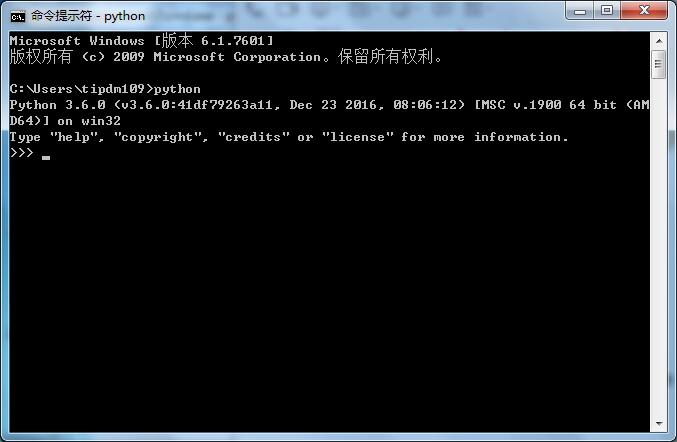 命令提示符 - python
Microsoft Windows [版本 6.1.7601]
版权所有 (c) 2009 Microsoft Corporation。保留所有权利。
C:\Users\tipdm109>python
Python 3.6.0 (v3.6.0:41df79263a11, Dec 23 2016, 08:06:12) [MSC v.1900 64 bit (AM
D64)] on win32
Type "help", "copyright", "credits" or "license" for more information.
>>> _